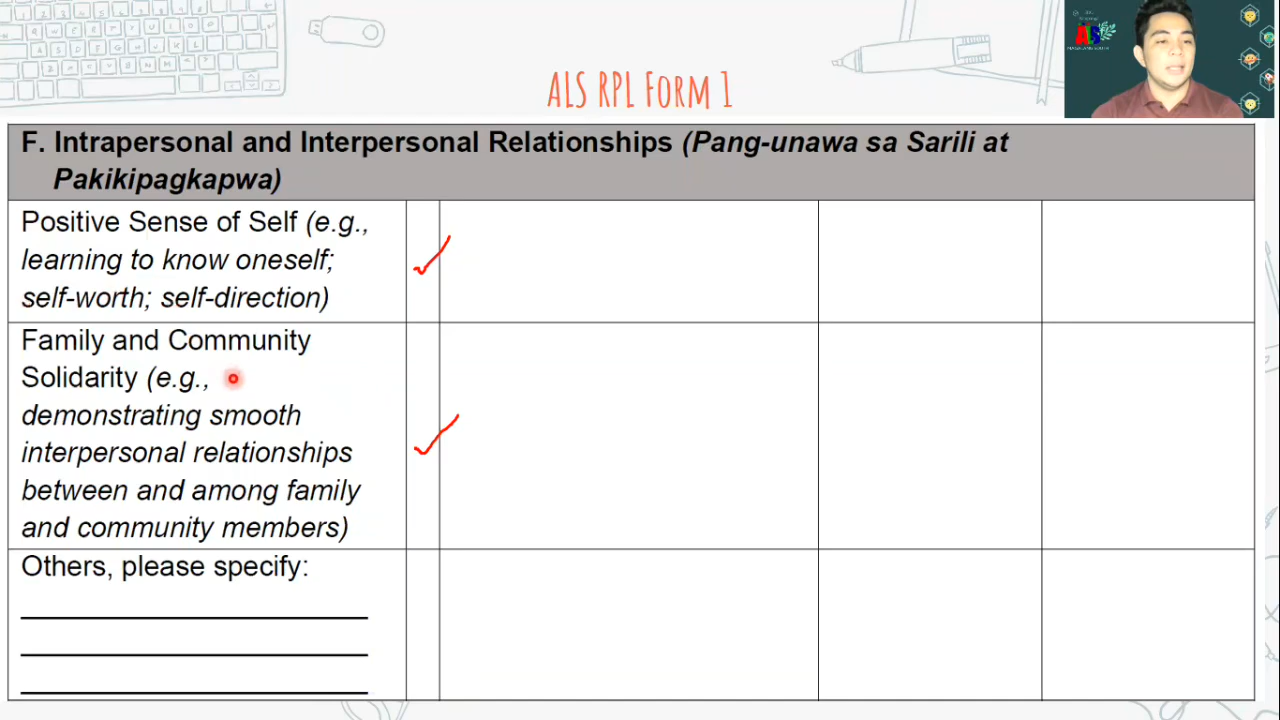 ALS RPL FORM 1
ALS
F. Intrapersonal and Interpersonal Relationships (Pang-unawa sa Sarili at
Pakikipagkapwa)
Positive Sense of Self (e.g.,
learning to know oneself;
self-worth; self-direction)
Family and Community
Solidarity (e.g.,
demonstrating smooth
interpersonal relationships
between and among family
and community members)
Others, please specify: